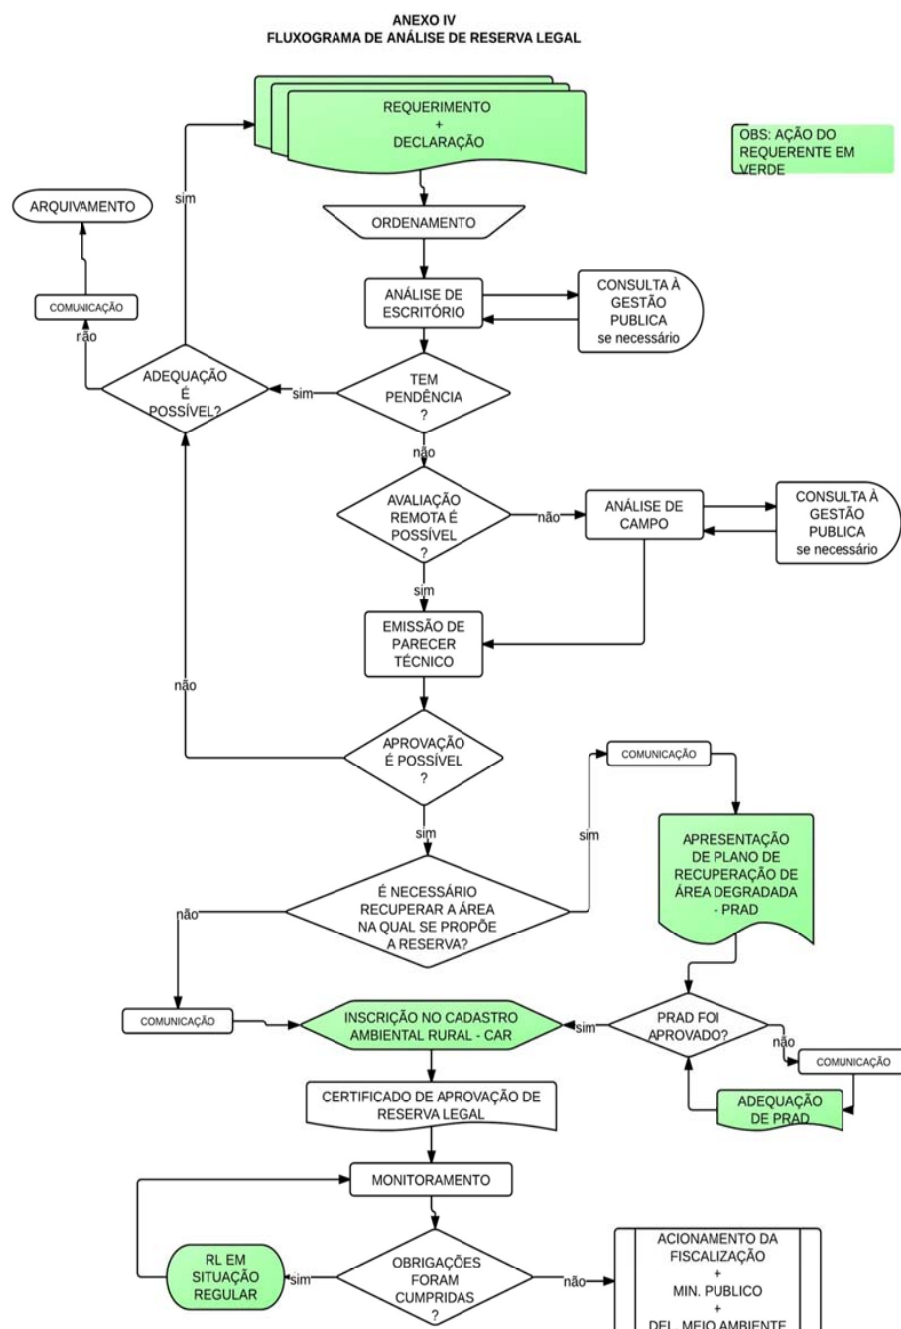 ANEXO IV
FLUXOGRAMA DE ANÁLISE DE RESERVA LEGAL
REQUERIMENTO
+
DECLARAÇÃO
OBS: AÇÃO DO
REQUERENTE EM
VERDE
sim
ARQUIVAMENTO
ORDENAMENTO
COMUNICAÇÃO
ANÁLISE DE
ESCRITÓRIO
CONSULTA À
GESTÃO
PUBLICA
se necessário
não
ADEQUAÇÃO
É
POSSÍVEL?
sim
TEM
PENDÊNCIA
?
não
AVALIAÇÃO
REMOTA É
POSSÍVEL
?
não
ANÁLISE DE
CAMPO
CONSULTA À
GESTÃO
PUBLICA
se necessário
sim
EMISSÃO DE
PARECER
TÉCNICO
não
APROVAÇÃO
É POSSÍVEL
?
COMUNICAÇÃO
sim
sim
APRESENTAÇÃO
DE PLANO DE
RECUPERAÇÃO DE
ÁREA DEGRADADA
- PRAD
É NECESSÁRIO
RECUPERAR A ÁREA
NA QUAL SE PROPÕE
A RESERVA?
não
COMUNICAÇÃO
INSCRIÇÃO NO CADASTRO
AMBIENTAL RURAL - CAR
sim
PRAD FOI
APROVADO?
não
COMUNICAÇÃO
ADEQUAÇÃO
DE PRAD
CERTIFICADO DE APROVAÇÃO DE
RESERVA LEGAL
MONITORAMENTO
RL EM
SITUAÇÃO
REGULAR
sim
OBRIGAÇÕES
FORAM
CUMPRIDAS
?
não
ACIONAMENTO DA
FISCALIZAÇÃO
+
MIN. PUBLICO
+
DEL. MEIO AMBIENTE